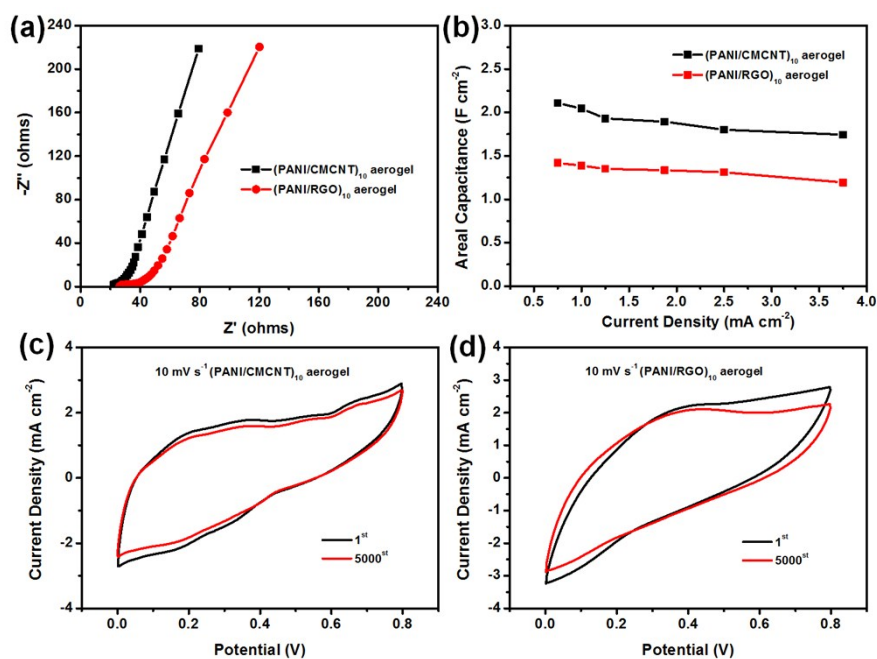 (a)
220
200
160
120
80
40
0
-Z'' (ohms)
(PANI/CMCNT)10 aerogel
(PANI/RGO)10 aerogel
0 40 80 120 160 200 240
Z' (ohms)
(b)
3.0
2.5
2.0
1.5
1.0
0.5
0.0
Areal Capacitance (F cm-2)
(PANI/CMCNT)10 aerogel
(PANI/RGO)10 aerogel
0.5 1.0 1.5 2.0 2.5 3.0 3.5 4.0
Current Density (mA cm-2)
(c)
4
2
0
-2
-4
Current Density (mA cm-2)
10 mV s-1 (PANI/CMCNT)10 aerogel
1st
5000st
0.0 0.2 0.4 0.6 0.8
Potential (V)
(d)
4
3
2
1
0
-1
-2
-3
-4
Current Density (mA cm-2)
10 mV s-1 (PANI/RGO)10 aerogel
1st
5000st
0.0 0.2 0.4 0.6 0.8
Potential (V)